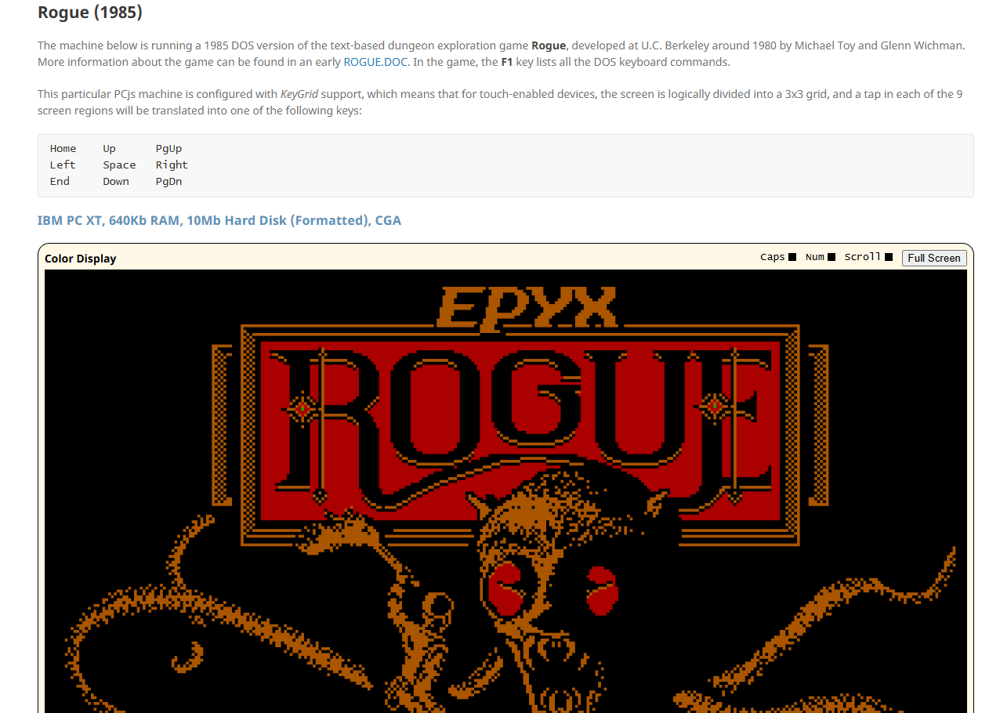 Rogue (1985)
The machine below is running a 1985 DOS version of the text-based dungeon exploration game Rogue, developed at U.C. Berkeley around 1980 by Michael Toy and Glenn Wichman.
More information about the game can be found in an early ROGUE.DOC. In the game, the F1 key lists all the DOS keyboard commands.
This particular PCjs machine is configured with KeyGrid support, which means that for touch-enabled devices, the screen is logically divided into a 3x3 grid, and a tap in each of the 9
screen regions will be translated into one of the following keys:
Home Up PgUp
Left Space Right
End Down PgDn
IBM PC XT, 640Kb RAM, 10Mb Hard Disk (Formatted), CGA
Color Display Caps Num Scroll Full Screen
EPYX
ROGUE